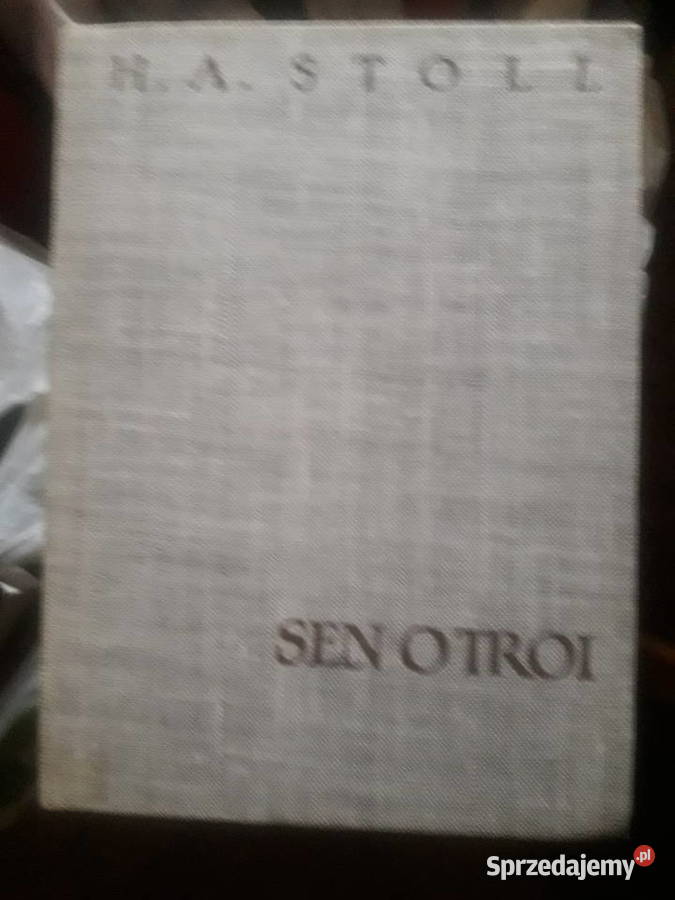 H. A. STOLL
SEN O TROI
Sprzedajemy.pl